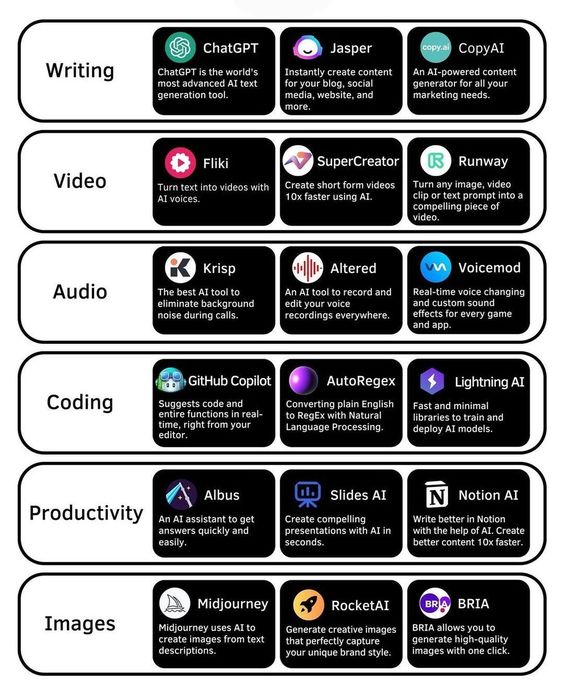 Writing
ChatGPT
ChatGPT is the world's
most advanced AI text
generation tool.
Jasper
Instantly create content
for your blog, social
media, website, and
more.
copy.ai
CopyAI
An AI-powered content
generator for all your
marketing needs.
Video
Fliki
Turn text into videos with
AI voices.
SuperCreator
Create short form videos
10x faster using AI.
Runway
Turn any image, video
clip or text prompt into a
compelling piece of
video.
Audio
Krisp
The best AI tool to
eliminate background
noise during calls.
Altered
An AI tool to record and
edit your voice
recordings everywhere.
Voicemod
Real-time voice changing
and custom sound
effects for every game
and app.
Coding
GitHub Copilot
Suggests code and
entire functions in real-
time, right from your
editor.
AutoRegex
Converting plain English
to RegEx with Natural
Language Processing.
Lightning AI
Fast and minimal
libraries to train and
deploy AI models.
Productivity
Albus
An AI assistant to get
answers quickly and
easily.
Slides AI
Create compelling
presentations with AI in
seconds.
N
Notion AI
Write better in Notion
with the help of AI. Create
better content 10x faster.
Images
Midjourney
Midjourney uses AI to
create images from text
descriptions.
RocketAI
Generate creative images
that perfectly capture
your unique brand style.
BRIA
BRIA
BRIA allows you to
generate high-quality
images with one click.